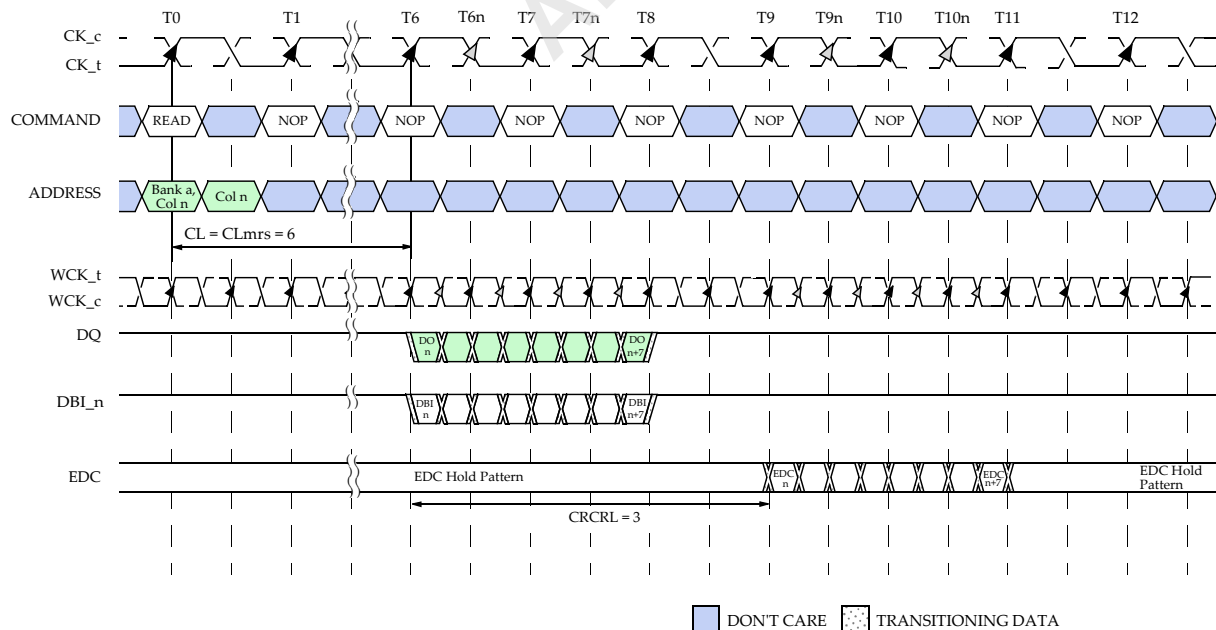 T0 T1 T6 T6n T7 T7n T8 T9 T9n T10 T10n T11 T12
CK_c
CK_t
COMMAND READ NOP NOP NOP NOP NOP NOP NOP NOP
ADDRESS Bank a, Col n Col n
CL = CLmrs = 6
WCK_t
WCK_c
DQ DO n DO n+7
DBI_n DBI n DBI n+7
EDC EDC Hold Pattern EDC n EDC n+7 EDC Hold Pattern
CRCRL = 3
DON'T CARE TRANSITIONING DATA